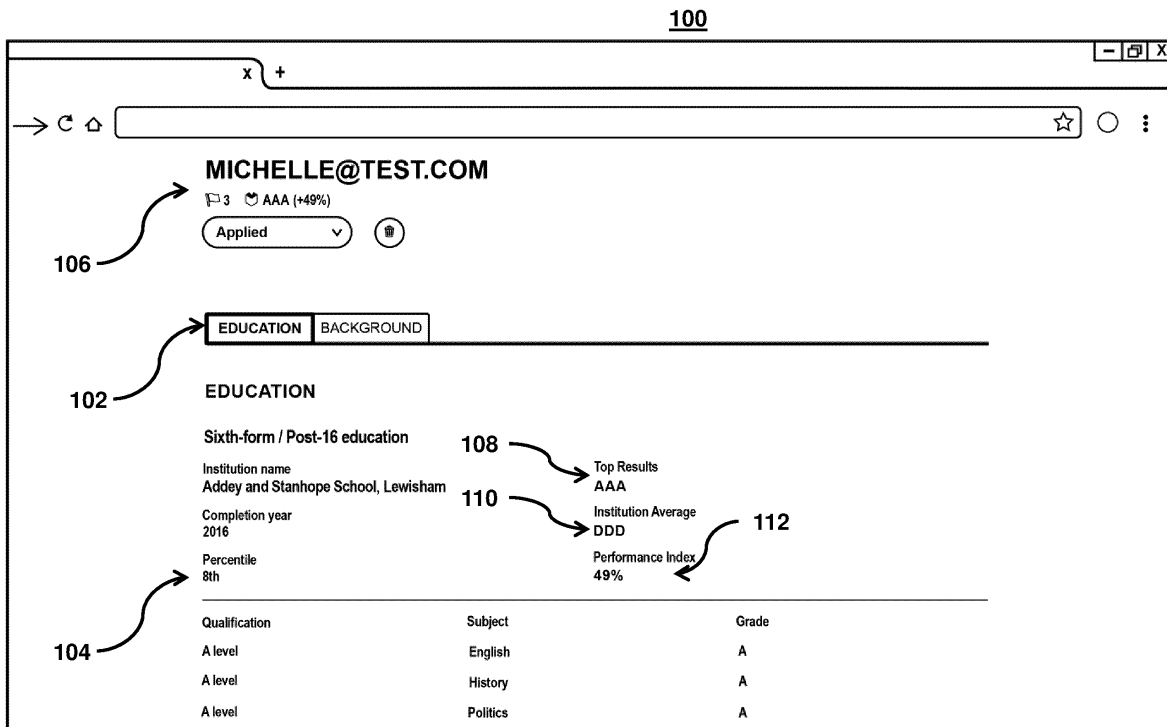 100
X
x +
MICHELLE@TEST.COM
3 AAA (+49%)
Applied
106
EDUCATION BACKGROUND
102
EDUCATION
Sixth-form / Post-16 education
108
Institution name
Addey and Stanhope School, Lewisham
Top Results
AAA
110
Completion year
2016
Institution Average
DDD
112
Percentile
8th
Performance Index
49%
104
Qualification Subject Grade
A level English A
A level History A
A level Politics A